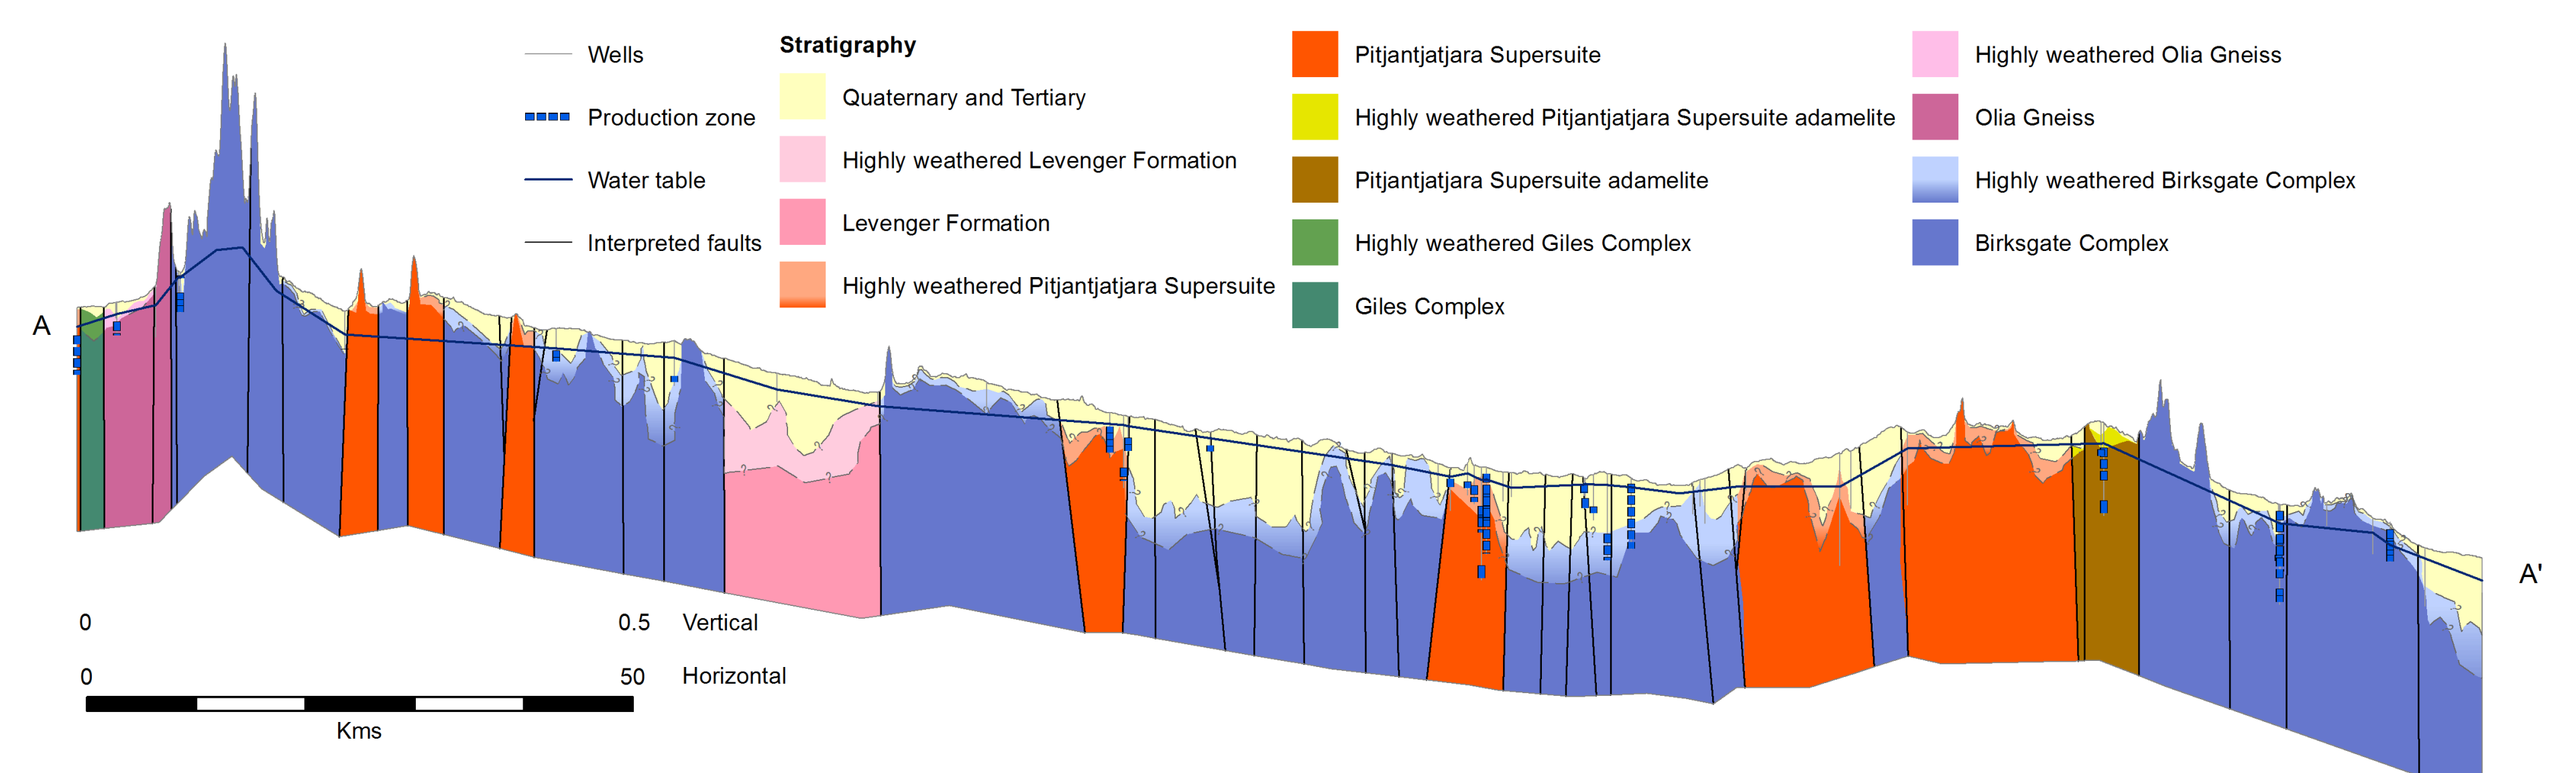 Wells
Production zone
Water table
Interpreted faults
Stratigraphy
Quaternary and Tertiary
Highly weathered Levenger Formation
Levenger Formation
Highly weathered Pitjantjatjara Supersuite
Pitjantjatjara Supersuite
Highly weathered Pitjantjatjara Supersuite adamelite
Pitjantjatjara Supersuite adamelite
Highly weathered Giles Complex
Giles Complex
Highly weathered Olia Gneiss
Olia Gneiss
Highly weathered Birksgate Complex
Birksgate Complex
A
A'
0 0.5 Vertical
0 50 Horizontal
Kms